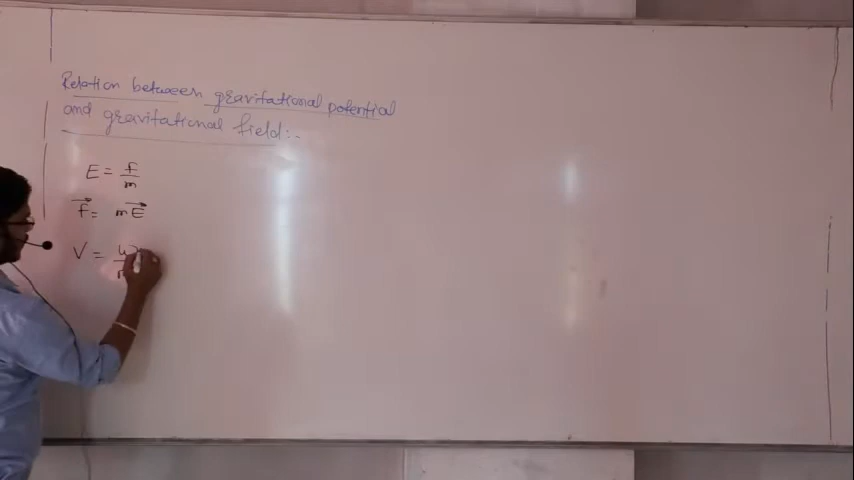 Relation between gravitational potential
and gravitational field:-
E = f/m
f⃗ = mE⃗
V =